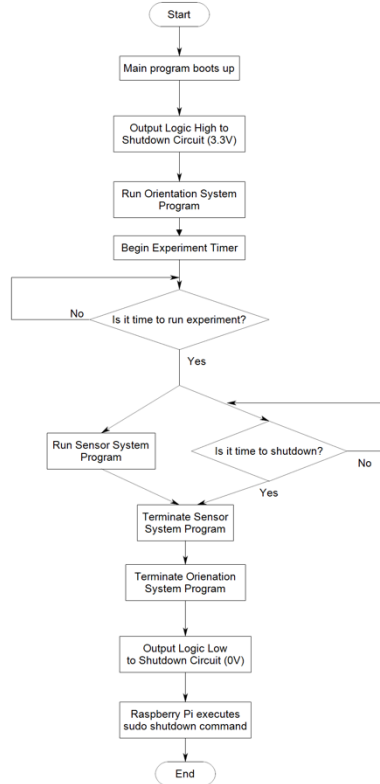 Start
Main program boots up
Output Logic High to
Shutdown Circuit (3.3V)
Run Orientation System
Program
Begin Experiment Timer
Is it time to run experiment?
No
Yes
Run Sensor System
Program
Is it time to shutdown?
No
Yes
Terminate Sensor
System Program
Terminate Orienation
System Program
Output Logic Low
to Shutdown Circuit (0V)
Raspberry Pi executes
sudo shutdown command
End